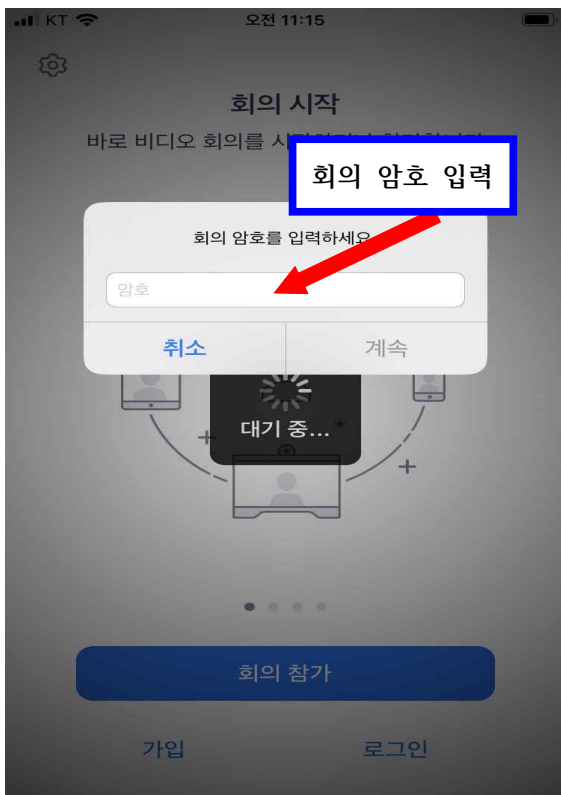 KT 오전 11:15
회의 시작
바로 비디오 회의를
회의 암호 입력
회의 암호를 입력하세요
암호
취소 계속
대기 중...
회의 참가
가입 로그인